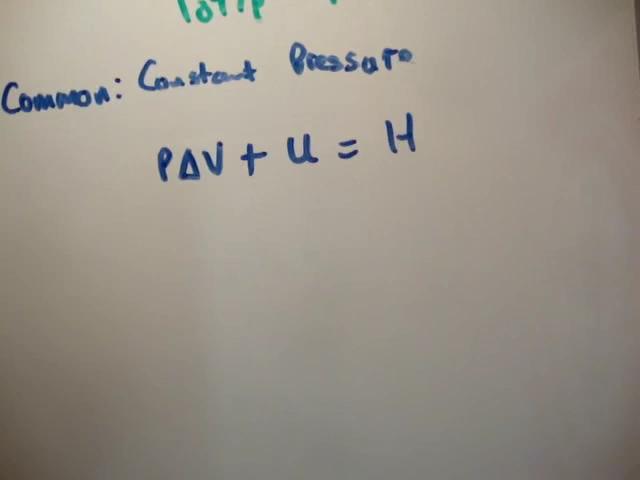 Common: Constant Pressure
PΔV + U = H